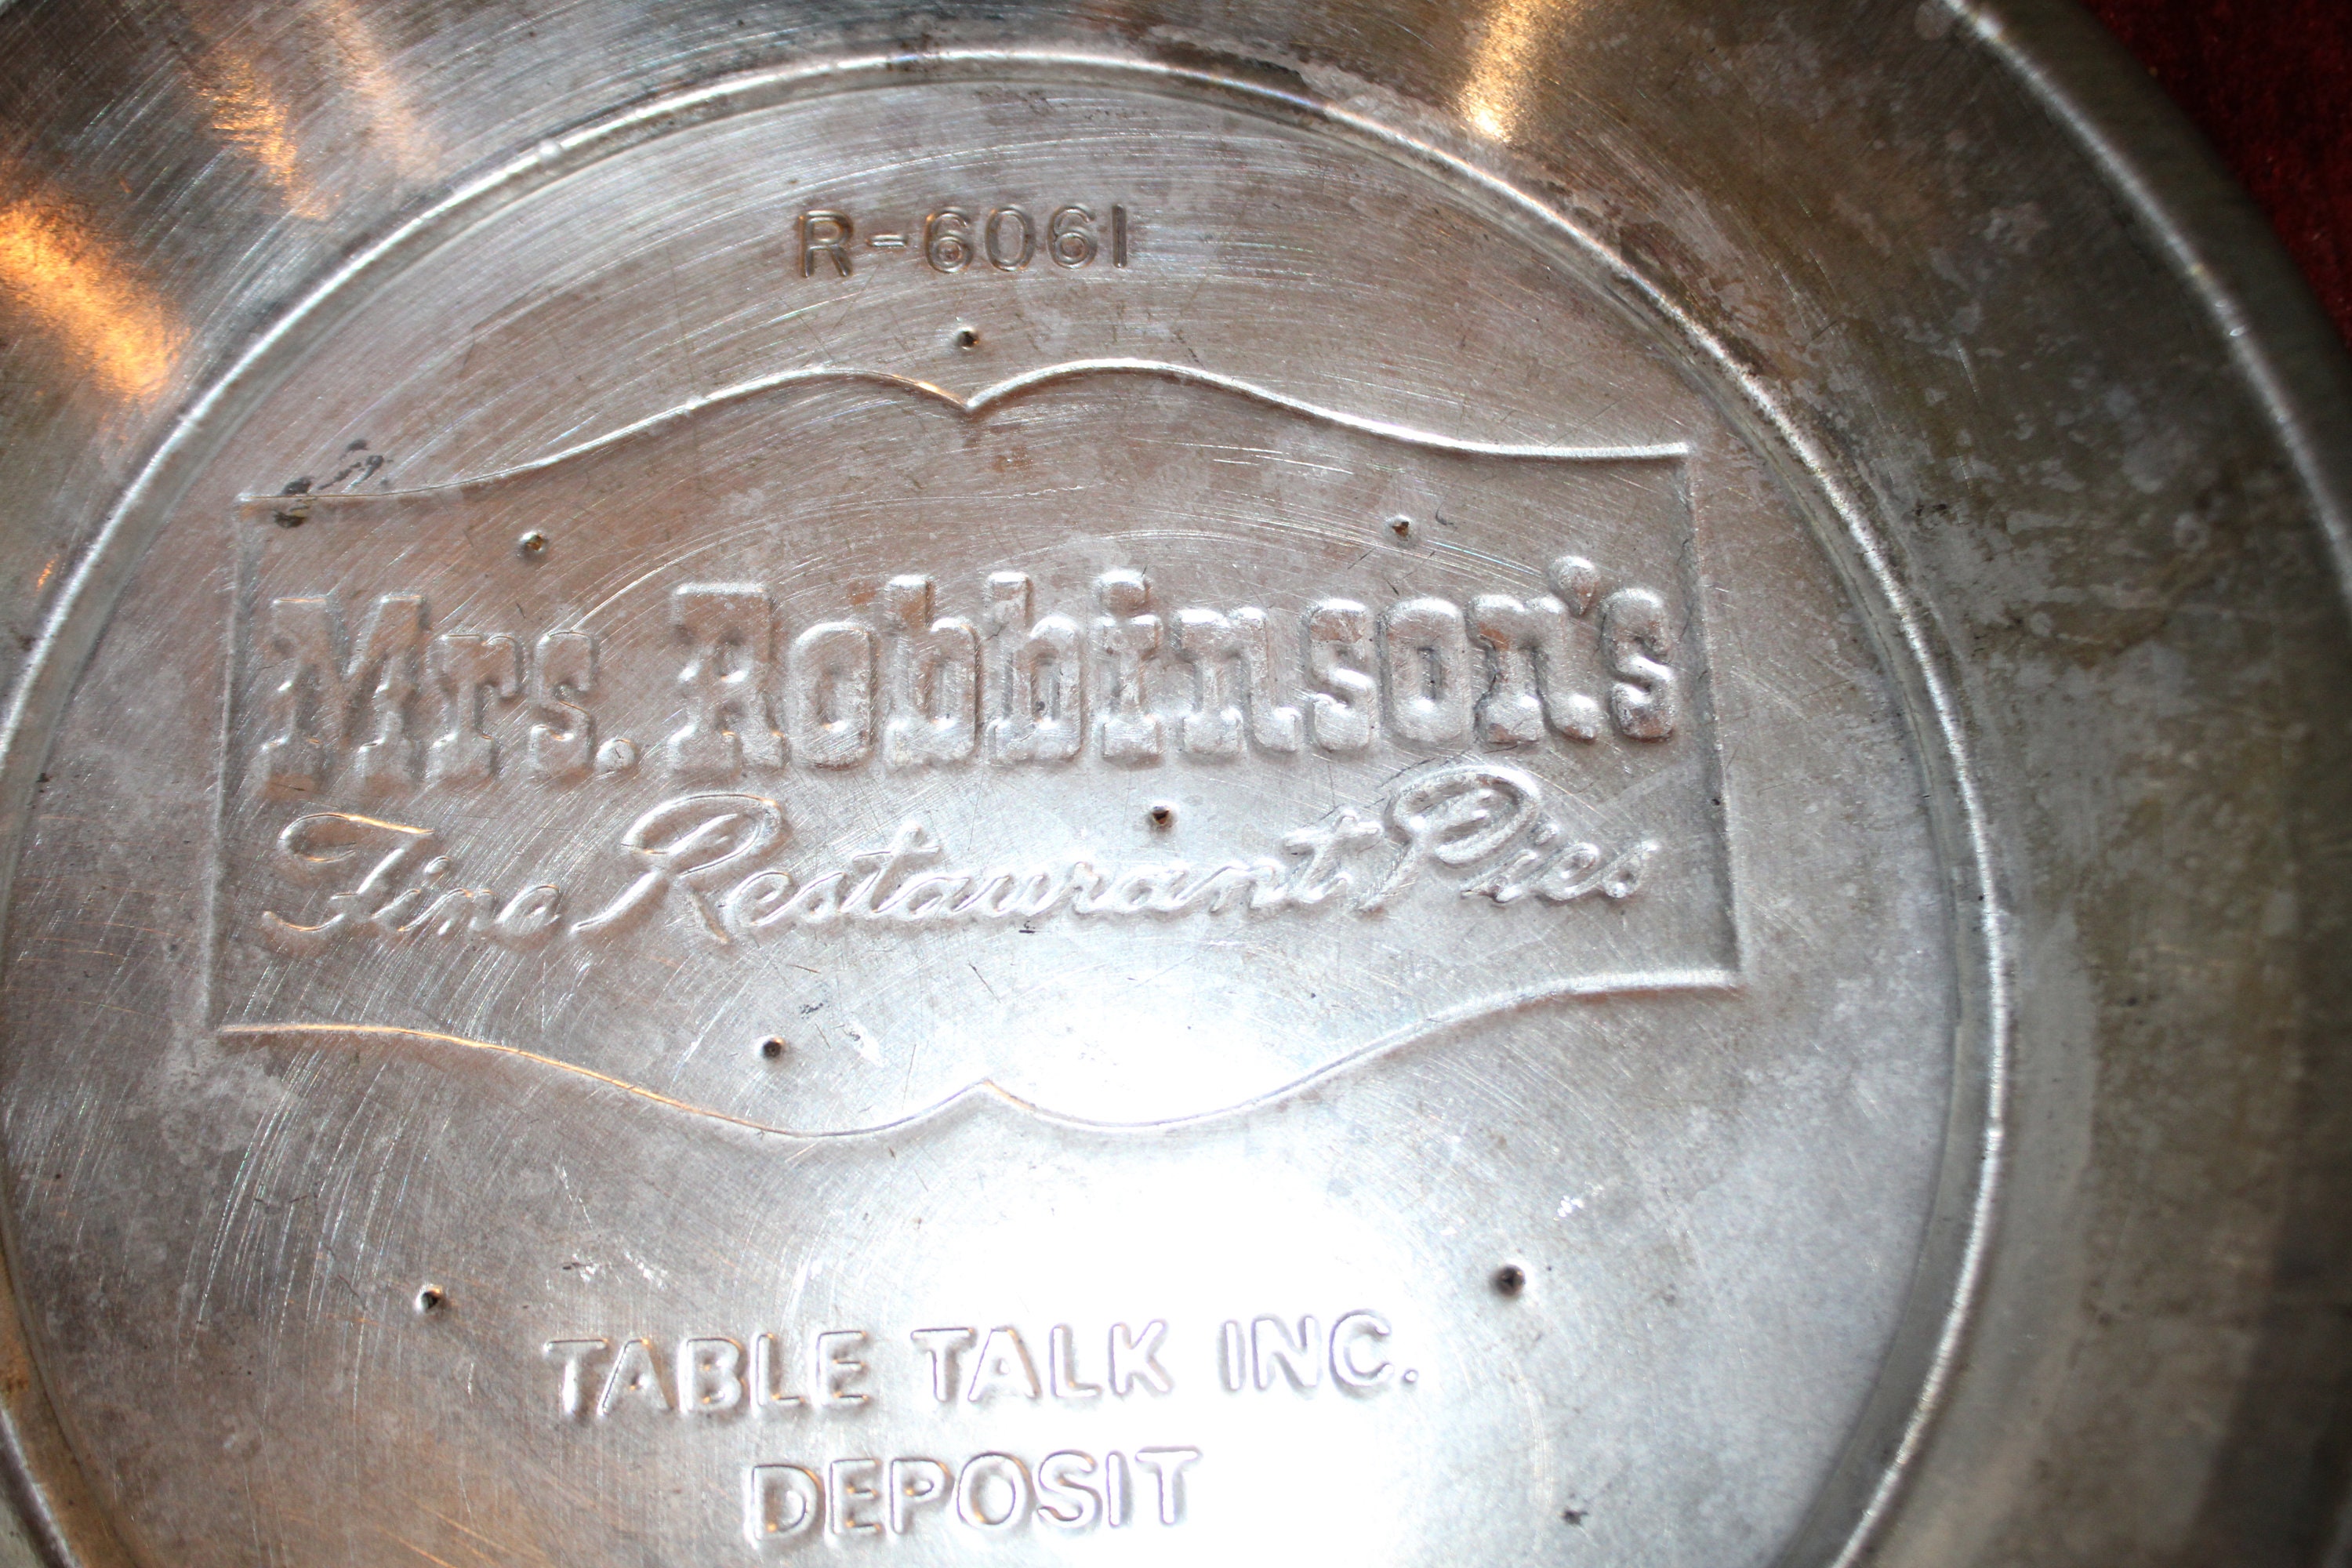 R-6061
Mrs. Robbinson's
Fine Restaurant Pies
TABLE TALK INC.
DEPOSIT